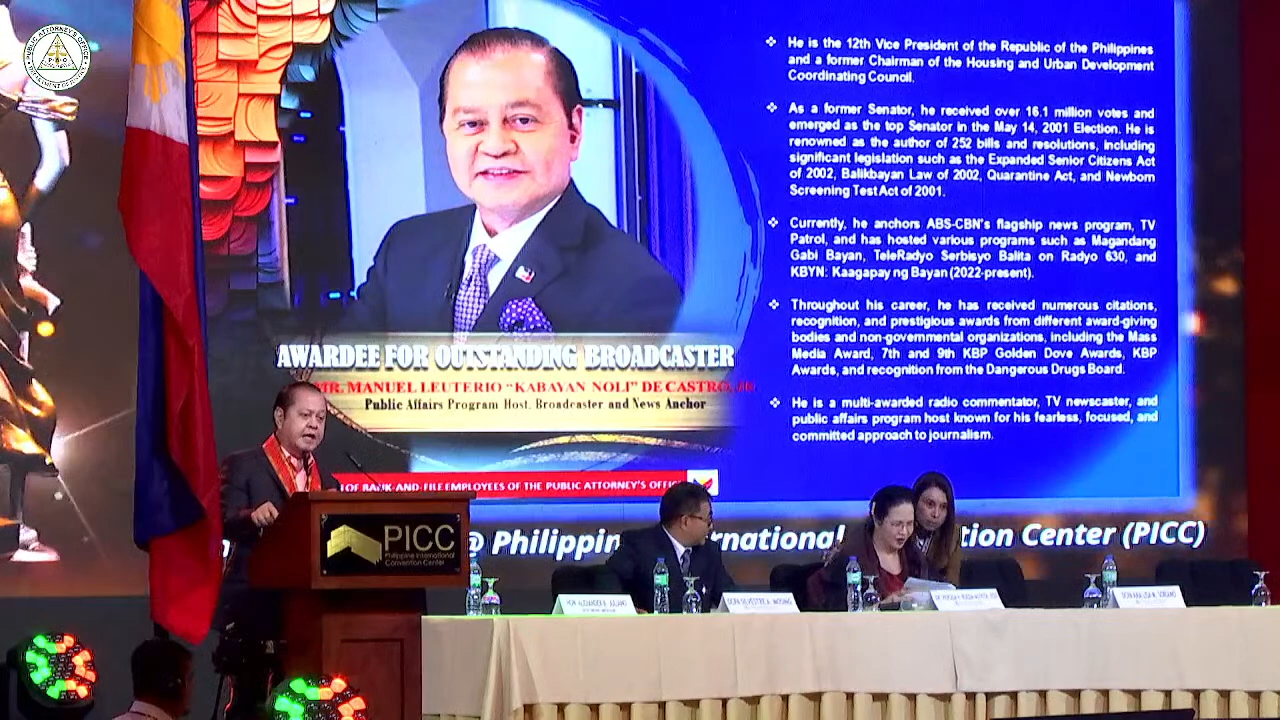 PUBLIC ATTORNEY'S OFFICE
He is the 12th Vice President of the Republic of the Philippines
and a former Chairman of the Housing and Urban Development
Coordinating Council.
As a former Senator, he received over 16.1 million votes and
emerged as the top Senator in the May 14, 2001 Election. He is
renowned as the author of 252 bills and resolutions, including
significant legislation such as the Expanded Senior Citizens Act
of 2002, Balikbayan Law of 2002, Quarantine Act, and Newborn
Screening Test Act of 2001.
Currently, he anchors ABS-CBN's flagship news program, TV
Patrol, and has hosted various programs such as Magandang
Gabi Bayan, TeleRadyo Serbisyo Balita on Radyo 630, and
KBYN: Kaagapay ng Bayan (2022-present).
Throughout his career, he has received numerous citations,
recognition, and prestigious awards from different award-giving
bodies and non-governmental organizations, including the Mass
Media Award, 7th and 9th KBP Golden Dove Awards, KBP
Awards, and recognition from the Dangerous Drugs Board.
He is a multi-awarded radio commentator, TV newscaster, and
public affairs program host known for his fearless, focused, and
committed approach to journalism.
AWARDEE FOR OUTSTANDING BROADCASTER
MR. MANUEL LEUTERIO "KABAYAN NOLI" DE CASTRO, JR.
Public Affairs Program Host, Broadcaster and News Anchor
OF RANK-AND-FILE EMPLOYEES OF THE PUBLIC ATTORNEY'S OFFICE
@ Philippin rnational tion Center (PICC)
PICC
Philippine International
Convention Center